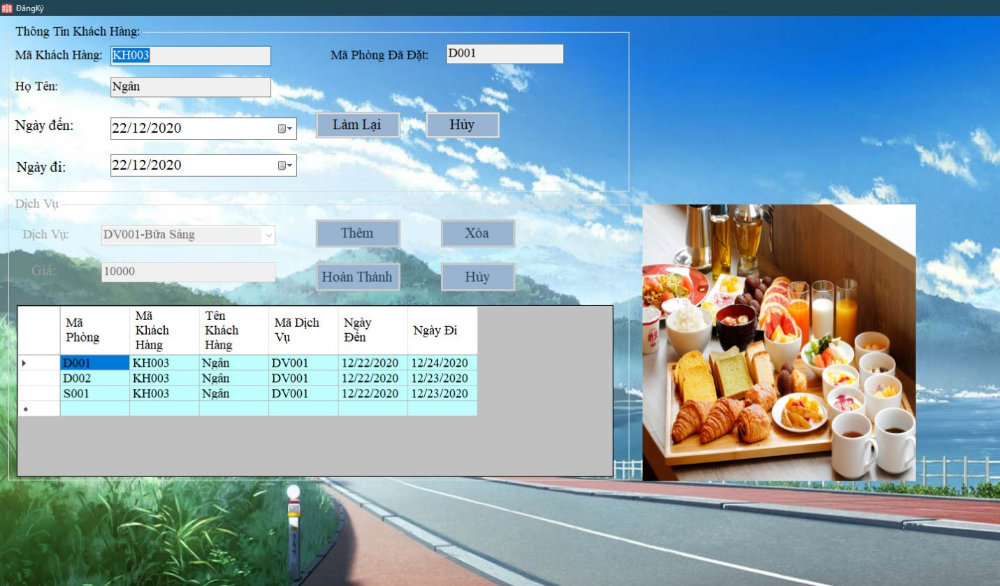 ĐăngKý
Thông Tin Khách Hàng:
Mã Khách Hàng: KH003 Mã Phòng Đã Đặt: D001
Họ Tên: Ngân
Ngày đến: 22/12/2020 Làm Lại Hủy
Ngày đi: 22/12/2020
Dịch Vụ
Dịch Vụ: DV001-Bữa Sáng Thêm Xóa
Giá: 10000 Hoàn Thành Hủy
Mã Phòng Mã Khách Hàng Tên Khách Hàng Mã Dịch Vụ Ngày Đến Ngày Đi
D001 KH003 Ngân DV001 12/22/2020 12/24/2020
D002 KH003 Ngân DV001 12/22/2020 12/23/2020
S001 KH003 Ngân DV001 12/22/2020 12/23/2020